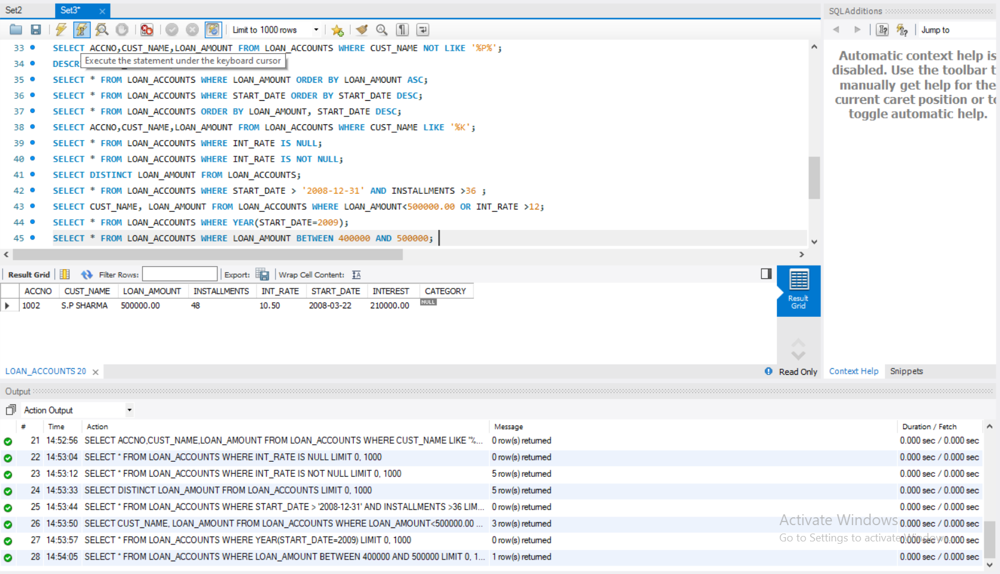 Set2 Set3*
Limit to 1000 rows
SQLAdditions
Jump to
33 SELECT ACCNO,CUST_NAME,LOAN_AMOUNT FROM LOAN_ACCOUNTS WHERE CUST_NAME NOT LIKE '%P%';
34 DESCR
Execute the statement under the keyboard cursor
35 SELECT * FROM LOAN_ACCOUNTS WHERE LOAN_AMOUNT ORDER BY LOAN_AMOUNT ASC;
36 SELECT * FROM LOAN_ACCOUNTS WHERE START_DATE ORDER BY START_DATE DESC;
37 SELECT * FROM LOAN_ACCOUNTS ORDER BY LOAN_AMOUNT, START_DATE DESC;
38 SELECT ACCNO,CUST_NAME,LOAN_AMOUNT FROM LOAN_ACCOUNTS WHERE CUST_NAME LIKE '%K';
39 SELECT * FROM LOAN_ACCOUNTS WHERE INT_RATE IS NULL;
40 SELECT * FROM LOAN_ACCOUNTS WHERE INT_RATE IS NOT NULL;
41 SELECT DISTINCT LOAN_AMOUNT FROM LOAN_ACCOUNTS;
42 SELECT * FROM LOAN_ACCOUNTS WHERE START_DATE > '2008-12-31' AND INSTALLMENTS >36 ;
43 SELECT CUST_NAME, LOAN_AMOUNT FROM LOAN_ACCOUNTS WHERE LOAN_AMOUNT<500000.00 OR INT_RATE >12;
44 SELECT * FROM LOAN_ACCOUNTS WHERE YEAR(START_DATE=2009);
45 SELECT * FROM LOAN_ACCOUNTS WHERE LOAN_AMOUNT BETWEEN 400000 AND 500000;
Automatic context help is
disabled. Use the toolbar t
manually get help for the
current caret position or to
toggle automatic help.
Result Grid Filter Rows: Export: Wrap Cell Content:
ACCNO CUST_NAME LOAN_AMOUNT INSTALLMENTS INT_RATE START_DATE INTEREST CATEGORY
1002 S.P SHARMA 500000.00 48 10.50 2008-03-22 210000.00 NULL
Result
Grid
LOAN_ACCOUNTS 20
Read Only
Context Help Snippets
Output
Action Output
# Time Action Message Duration / Fetch
21 14:52:56 SELECT ACCNO,CUST_NAME,LOAN_AMOUNT FROM LOAN_ACCOUNTS WHERE CUST_NAME LIKE '%... 0 row(s) returned 0.000 sec / 0.000 sec
22 14:53:04 SELECT * FROM LOAN_ACCOUNTS WHERE INT_RATE IS NULL LIMIT 0, 1000 0 row(s) returned 0.000 sec / 0.000 sec
23 14:53:12 SELECT * FROM LOAN_ACCOUNTS WHERE INT_RATE IS NOT NULL LIMIT 0, 1000 5 row(s) returned 0.000 sec / 0.000 sec
24 14:53:33 SELECT DISTINCT LOAN_AMOUNT FROM LOAN_ACCOUNTS LIMIT 0, 1000 5 row(s) returned 0.000 sec / 0.000 sec
25 14:53:44 SELECT * FROM LOAN_ACCOUNTS WHERE START_DATE > '2008-12-31' AND INSTALLMENTS >36 LIM... 0 row(s) returned 0.000 sec / 0.000 sec
26 14:53:50 SELECT CUST_NAME, LOAN_AMOUNT FROM LOAN_ACCOUNTS WHERE LOAN_AMOUNT<500000.00 ... 3 row(s) returned 0.000 sec / 0.000 sec
27 14:53:57 SELECT * FROM LOAN_ACCOUNTS WHERE YEAR(START_DATE=2009) LIMIT 0, 1000 0 row(s) returned 0.000 sec / 0.000 sec
28 14:54:05 SELECT * FROM LOAN_ACCOUNTS WHERE LOAN_AMOUNT BETWEEN 400000 AND 500000 LIMIT 0, 1... 1 row(s) returned 0.000 sec / 0.000 sec
Activate Windows
Go to Settings to activate Windows.